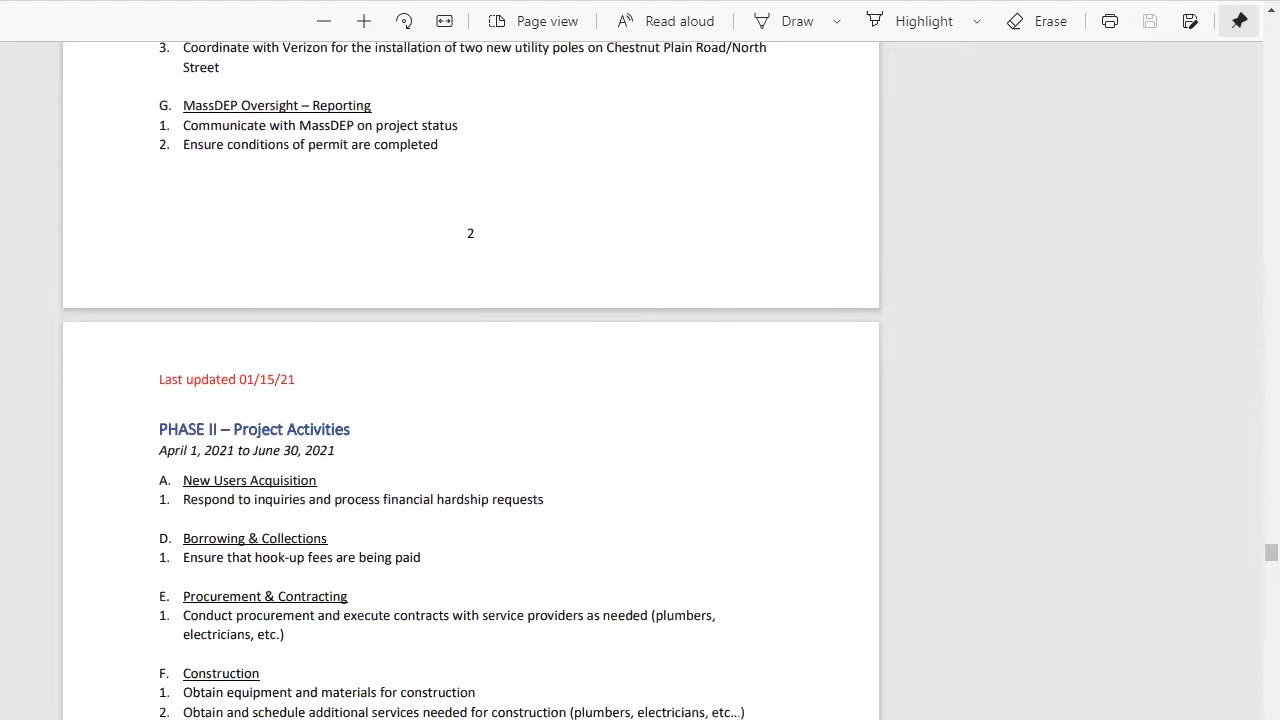 Page view
Read aloud
Draw
Highlight
Erase
3. Coordinate with Verizon for the installation of two new utility poles on Chestnut Plain Road/North
Street
G. MassDEP Oversight – Reporting
1. Communicate with MassDEP on project status
2. Ensure conditions of permit are completed
2
Last updated 01/15/21
PHASE II – Project Activities
April 1, 2021 to June 30, 2021
A. New Users Acquisition
1. Respond to inquiries and process financial hardship requests
D. Borrowing & Collections
1. Ensure that hook-up fees are being paid
E. Procurement & Contracting
1. Conduct procurement and execute contracts with service providers as needed (plumbers,
electricians, etc.)
F. Construction
1. Obtain equipment and materials for construction
2. Obtain and schedule additional services needed for construction (plumbers, electricians, etc...)